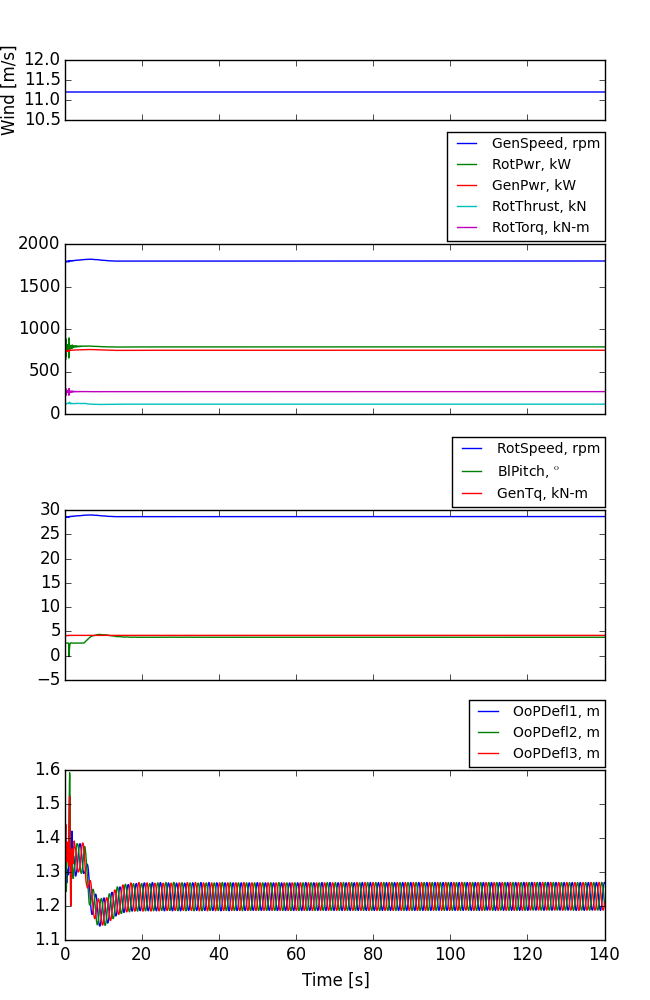 Wind [m/s]
12.0
11.5
11.0
10.5
GenSpeed, rpm
RotPwr, kW
GenPwr, kW
RotThrust, kN
RotTorq, kN-m
2000
1500
1000
500
0
RotSpeed, rpm
BlPitch, °
GenTq, kN-m
30
25
20
15
10
5
0
−5
OoPDefl1, m
OoPDefl2, m
OoPDefl3, m
1.6
1.5
1.4
1.3
1.2
1.1
0 20 40 60 80 100 120 140
Time [s]